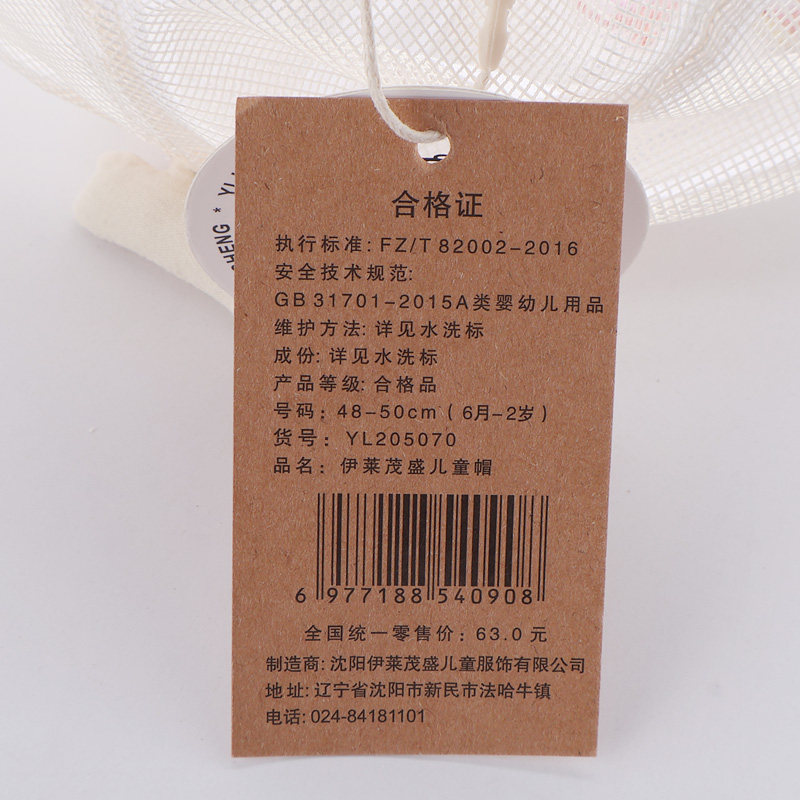 SHENG * YL
合格证
执行标准: FZ/T 82002-2016
安全技术规范:
GB 31701-2015A类婴幼儿用品
维护方法: 详见水洗标
成份: 详见水洗标
产品等级: 合格品
号码: 48-50cm ( 6月-2岁 )
货号: YL205070
品名: 伊莱茂盛儿童帽
6 977188 540908
全国统一零售价: 63.0 元
制造商: 沈阳伊莱茂盛儿童服饰有限公司
地址: 辽宁省沈阳市新民市法哈牛镇
电话: 024-84181101